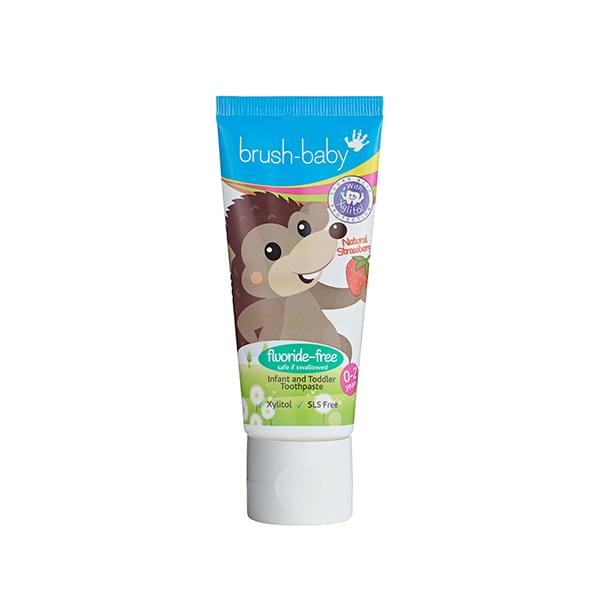 brush-baby
with
Xylitol
Natural
Strawberry
fluoride-free
safe if swallowed
Infant and Toddler
Toothpaste
0-2
years
✓ Xylitol ✓ SLS Free